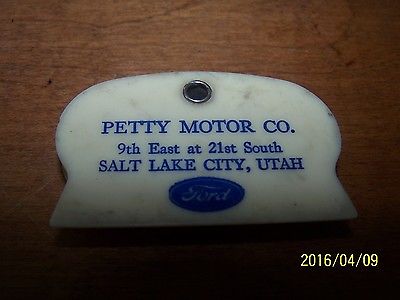 PETTY MOTOR CO.
9th East at 21st South
SALT LAKE CITY, UTAH
Ford
2016/04/09